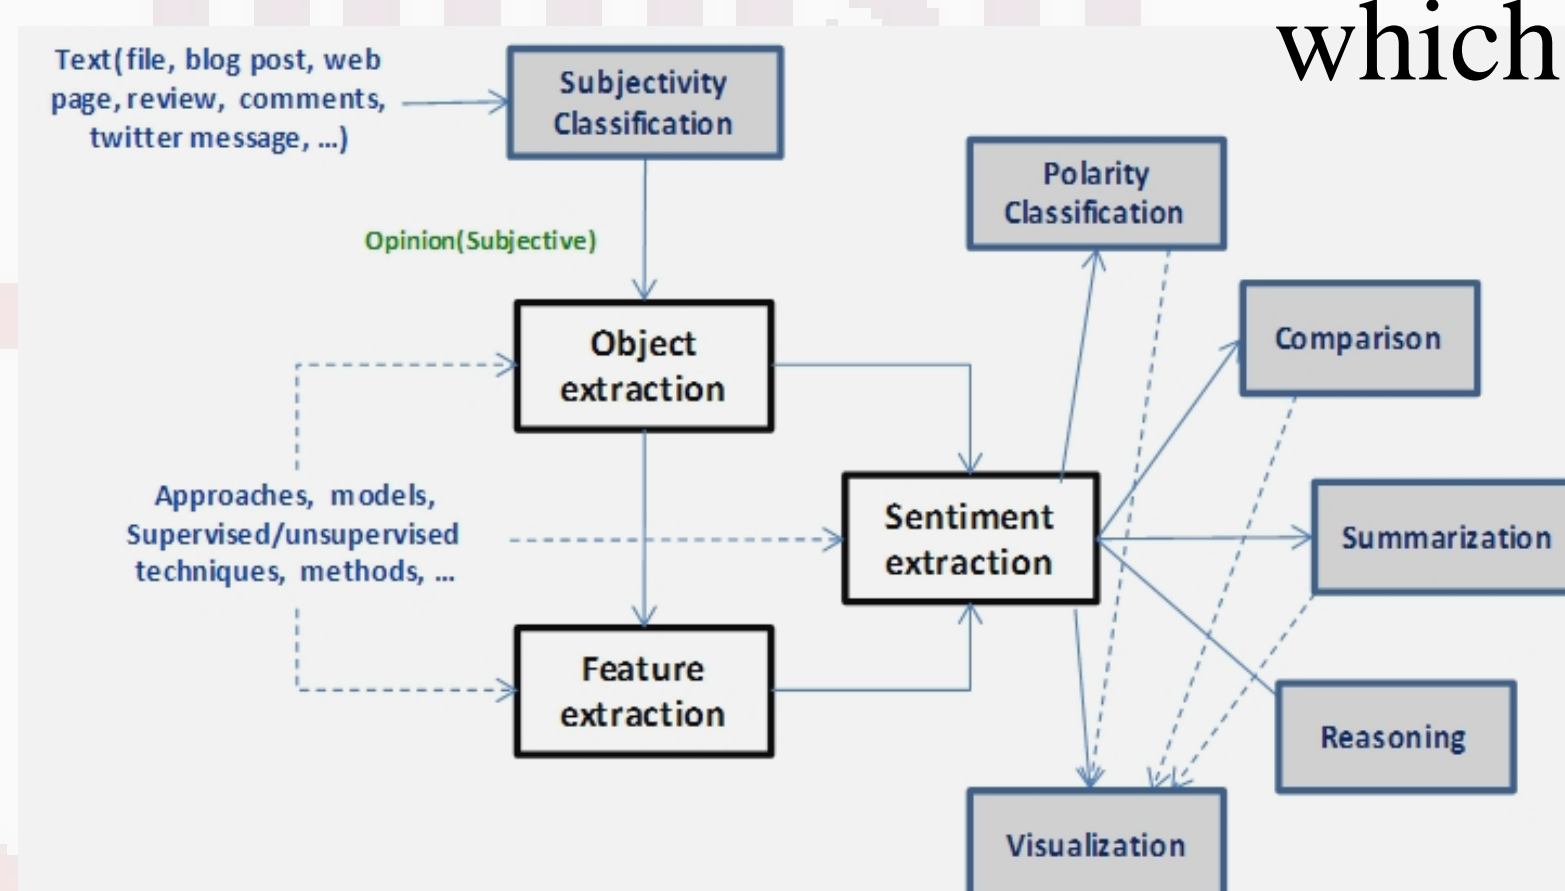 which
Text(file, blog post, web
page, review, comments,
twitter message, ...)
Subjectivity
Classification
Polarity
Classification
Opinion(Subjective)
Comparison
Object
extraction
Approaches, models,
Supervised/unsupervised
techniques, methods, ...
Sentiment
extraction
Summarization
Feature
extraction
Reasoning
Visualization